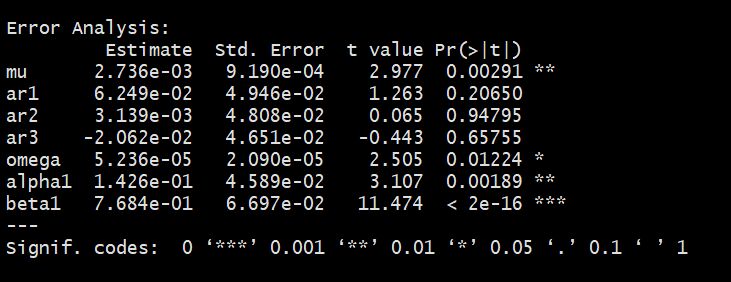 Error Analysis:
        Estimate  Std. Error  t value Pr(>|t|)
mu      2.736e-03   9.190e-04    2.977  0.00291 **
ar1     6.249e-02   4.946e-02    1.263  0.20650
ar2     3.139e-03   4.808e-02    0.065  0.94795
ar3    -2.062e-02   4.651e-02   -0.443  0.65755
omega   5.236e-05   2.090e-05    2.505  0.01224 *
alpha1  1.426e-01   4.589e-02    3.107  0.00189 **
beta1   7.684e-01   6.697e-02   11.474  < 2e-16 ***
---
Signif. codes:  0 ‘***’ 0.001 ‘**’ 0.01 ‘*’ 0.05 ‘.’ 0.1 ‘ ’ 1